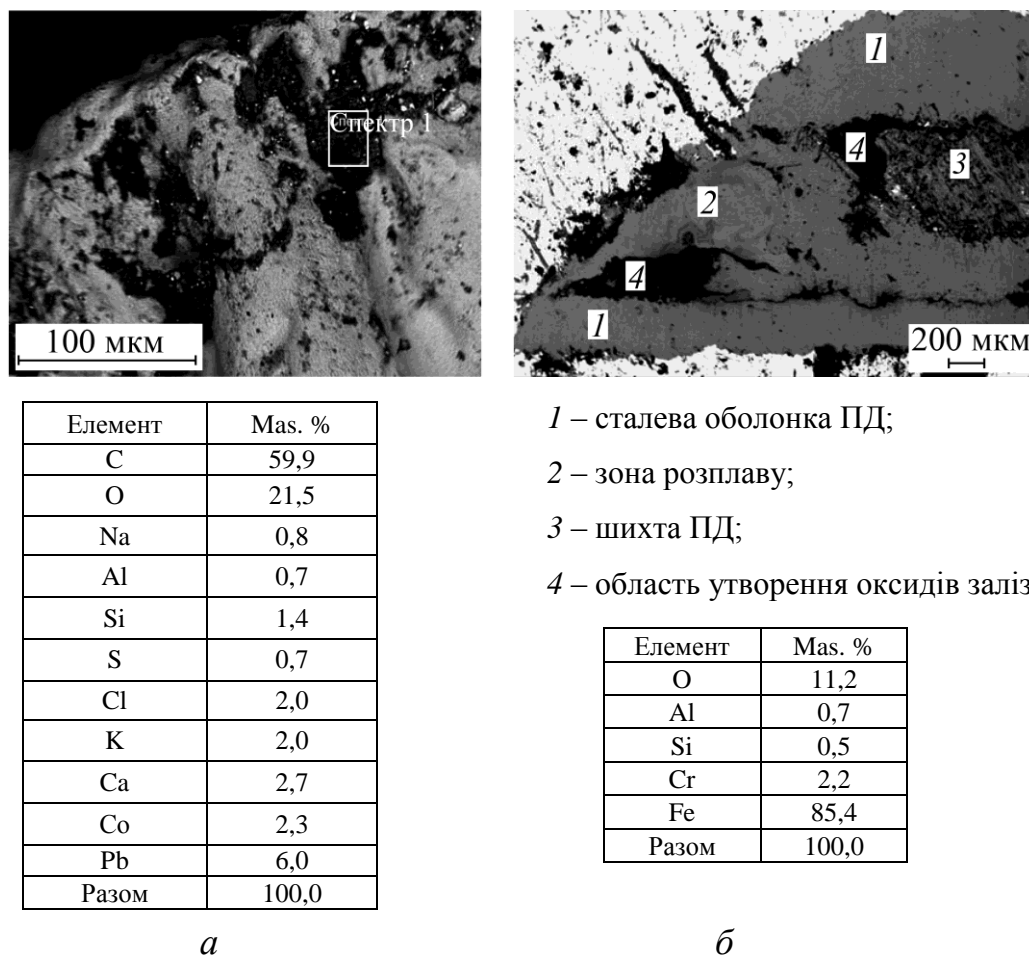 Спектр 1
100 мкм
1
4
3
2
4
1
200 мкм
Елемент Mas. %
C 59,9
O 21,5
Na 0,8
Al 0,7
Si 1,4
S 0,7
Cl 2,0
K 2,0
Ca 2,7
Co 2,3
Pb 6,0
Разом 100,0
а
1 – сталева оболонка ПД;
2 – зона розплаву;
3 – шихта ПД;
4 – область утворення оксидів заліз
Елемент Mas. %
O 11,2
Al 0,7
Si 0,5
Cr 2,2
Fe 85,4
Разом 100,0
б